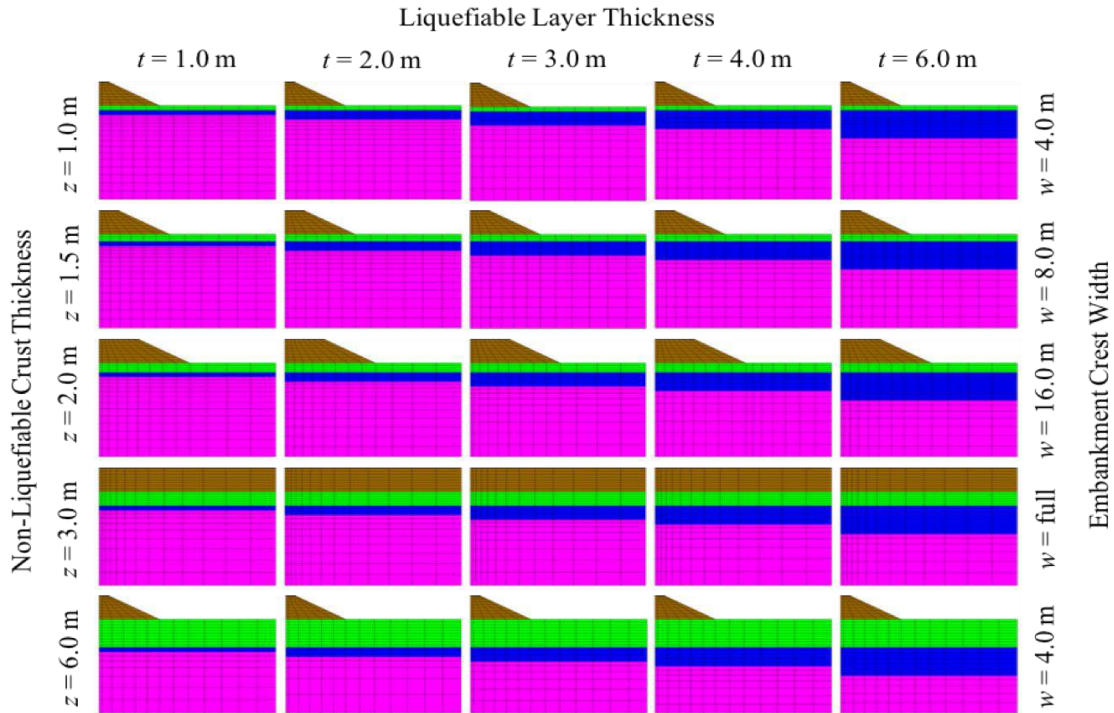 Liquefiable Layer Thickness
t = 1.0 m
t = 2.0 m
t = 3.0 m
t = 4.0 m
t = 6.0 m
Non-Liquefiable Crust Thickness
z = 1.0 m
z = 1.5 m
z = 2.0 m
z = 3.0 m
z = 6.0 m
w = 4.0 m
w = 8.0 m
w = 16.0 m
w = full
w = 4.0 m
Embankment Crest Width